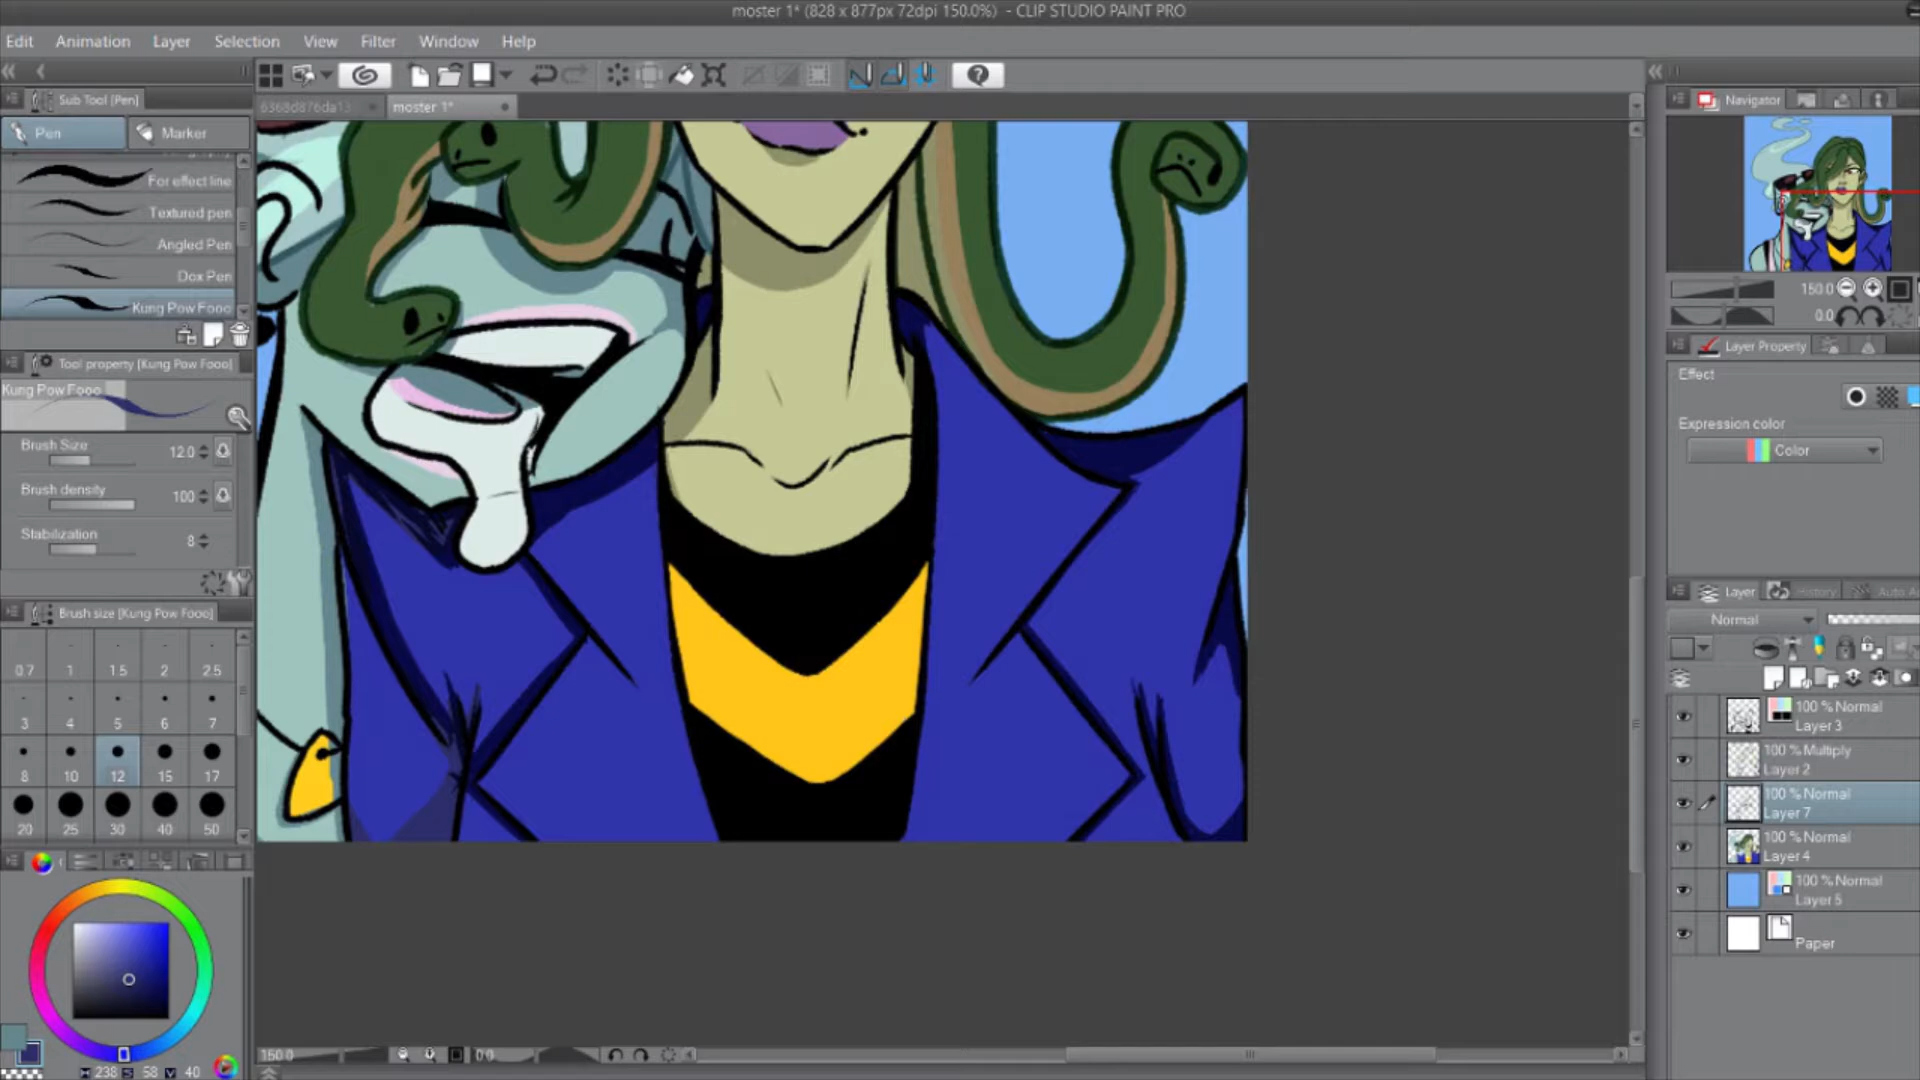 moster 1* (828 x 877px 72dpi 150.0%) - CLIP STUDIO PAINT PRO
Edit Animation Layer Selection View Filter Window Help
Sub Tool [Pen]
6368d876da13 moster 1*
Navigator
Pen Marker
For effect line
Textured pen
Angled Pen
Dox Pen
Kung Pow Fooo
150.0
0.0
Tool property [Kung Pow Fooo]
Kung Pow Fooo
Brush Size 12.0
Brush density 100
Stabilization 8
Layer Property
Effect
Expression color
Color
Brush size [Kung Pow Fooo]
0.7 1 1.5 2 2.5
3 4 5 6 7
8 10 12 15 17
20 25 30 40 50
Layer History Auto
Normal
100 % Normal
Layer 3
100 % Multiply
Layer 2
100 % Normal
Layer 7
100 % Normal
Layer 4
100 % Normal
Layer 5
Paper
150.0 0.0
H 238 S 58 V 40